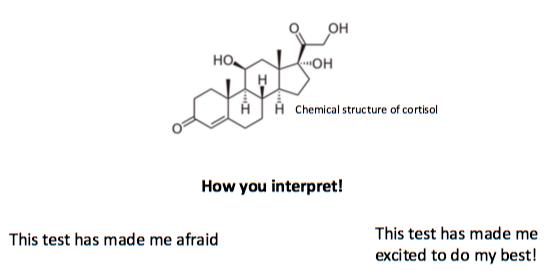 O
OH
HO
OH
H
H
H
Chemical structure of cortisol
O
How you interpret!
This test has made me afraid
This test has made me
excited to do my best!